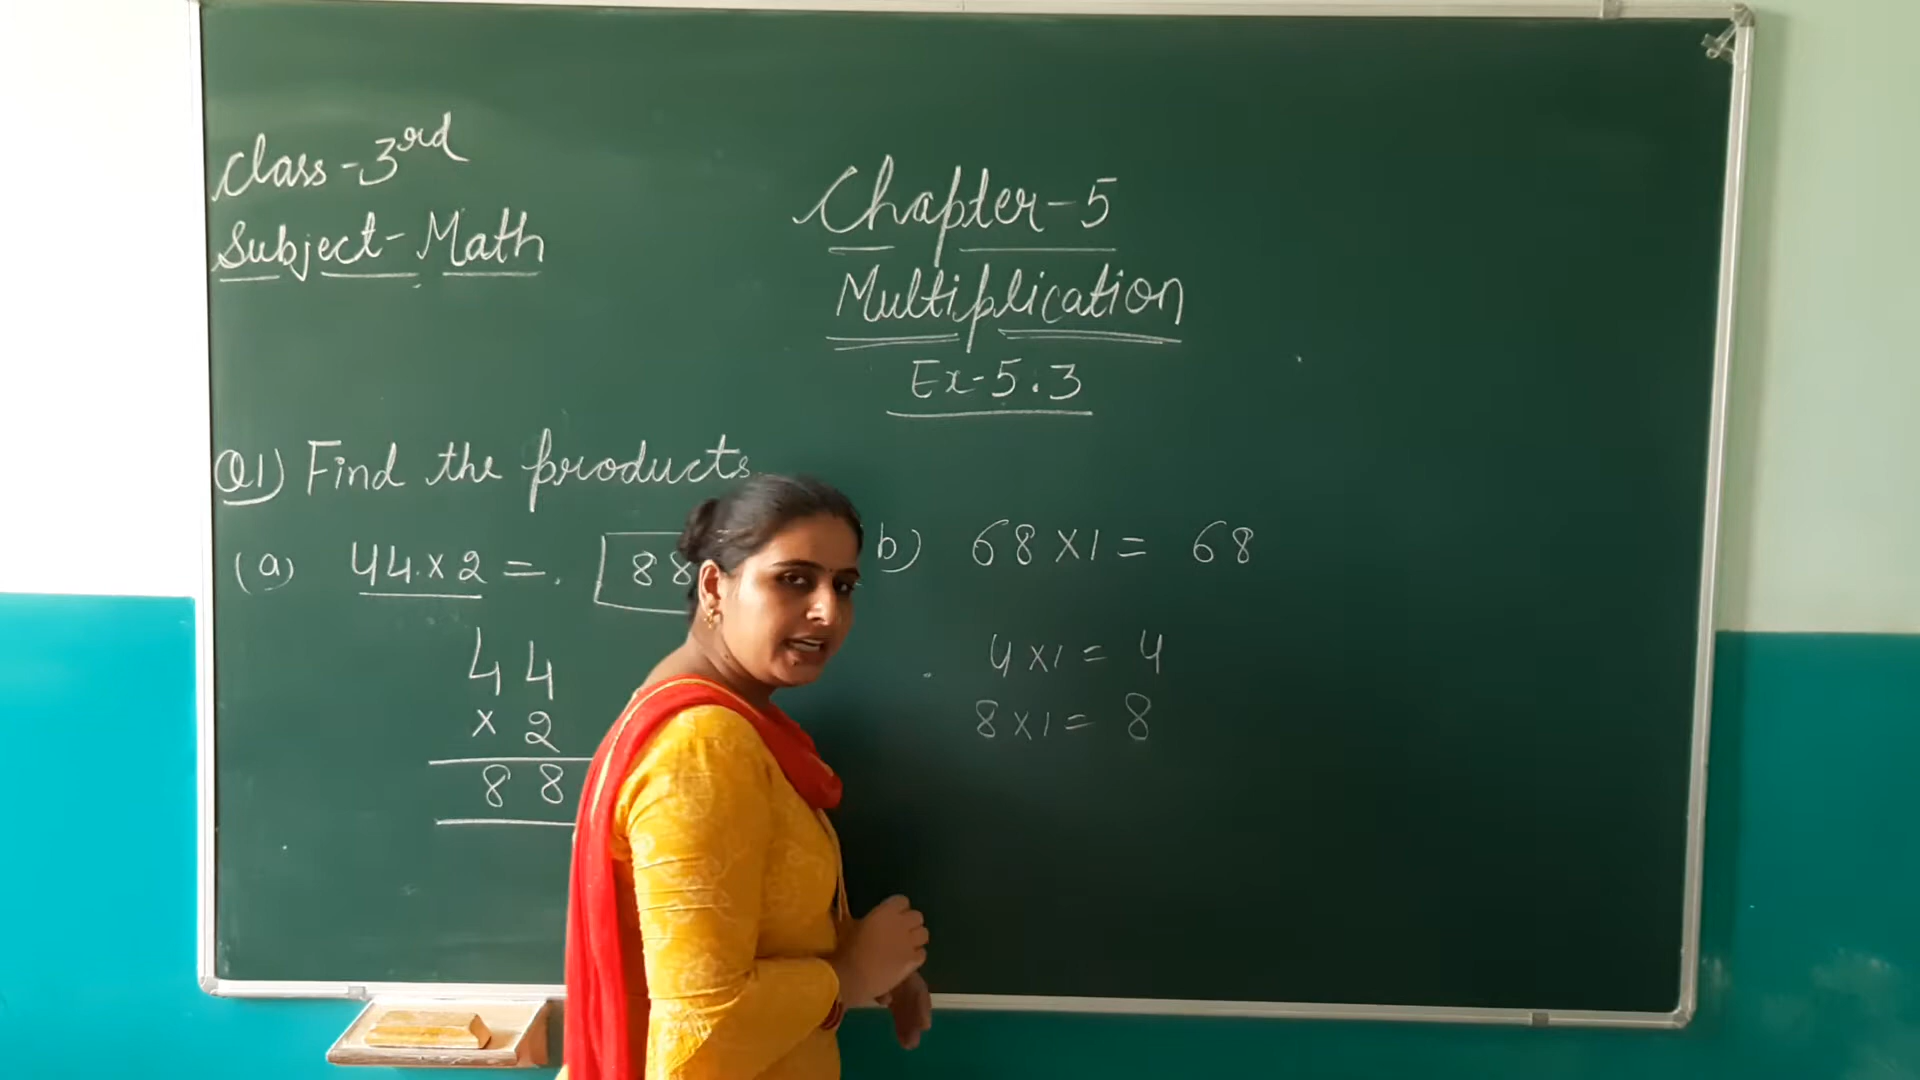 Class-3rd
Subject-Math
Chapter-5
Multiplication
Ex-5.3
Q1) Find the products.
(a) 44.×2 =. 88
44
× 2
88
b) 68×1 = 68
4×1 = 4
8×1 = 8